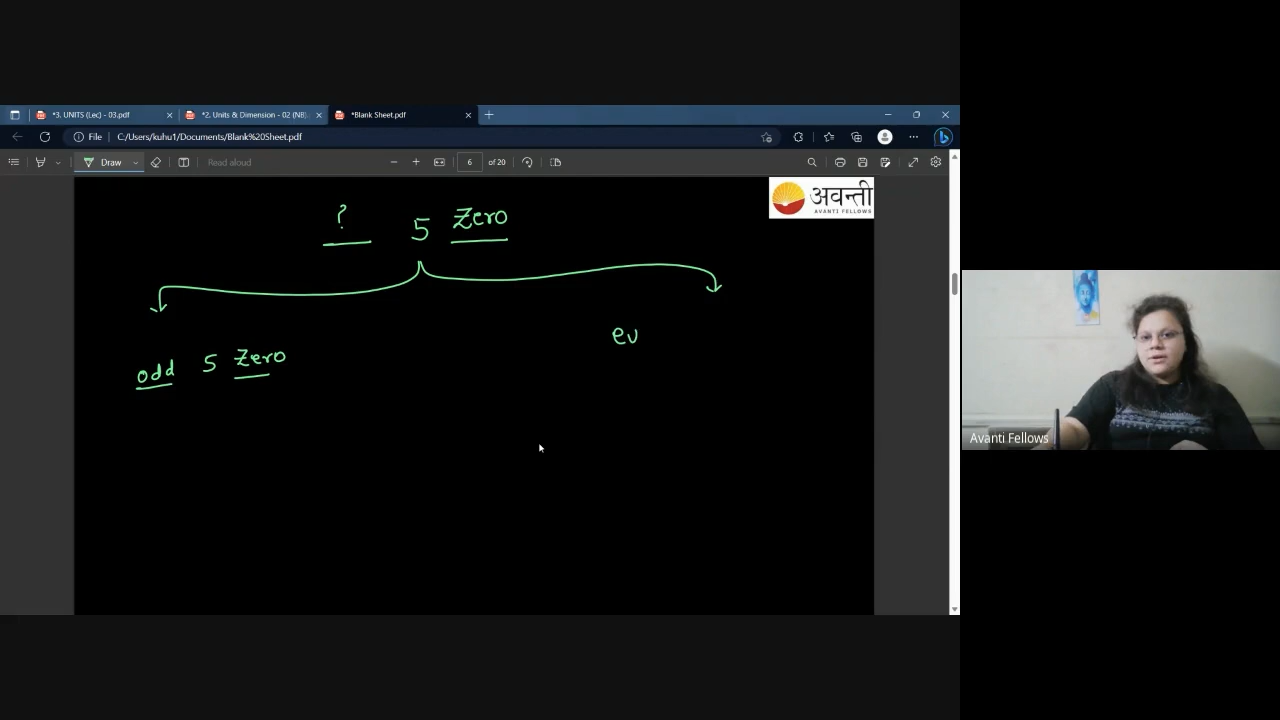 *3. UNITS (Lec) - 03.pdf
*2. Units & Dimension - 02 (NB).
*Blank Sheet.pdf
File C:/Users/kuhu1/Documents/Blank%20Sheet.pdf
Draw Read aloud 6 of 20
अवन्ती
AVANTI FELLOWS
? 5 Zero
ev
odd 5 Zero
Avanti Fellows